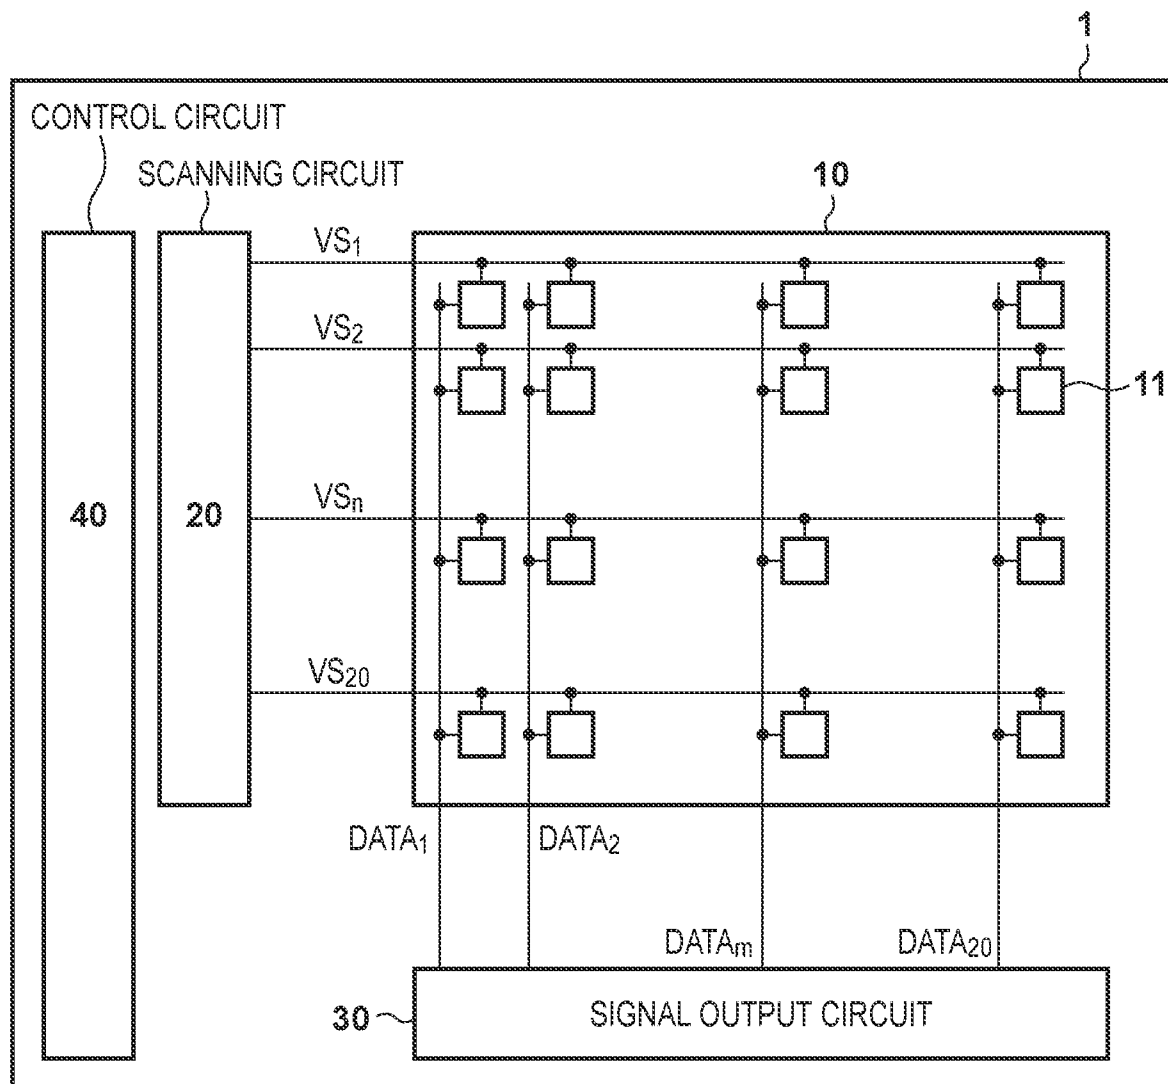 1
CONTROL CIRCUIT
SCANNING CIRCUIT
10
VS₁
VS₂
11
VSₙ
40
20
VS₂₀
DATA₁
DATA₂
DATAₘ
DATA₂₀
30
SIGNAL OUTPUT CIRCUIT